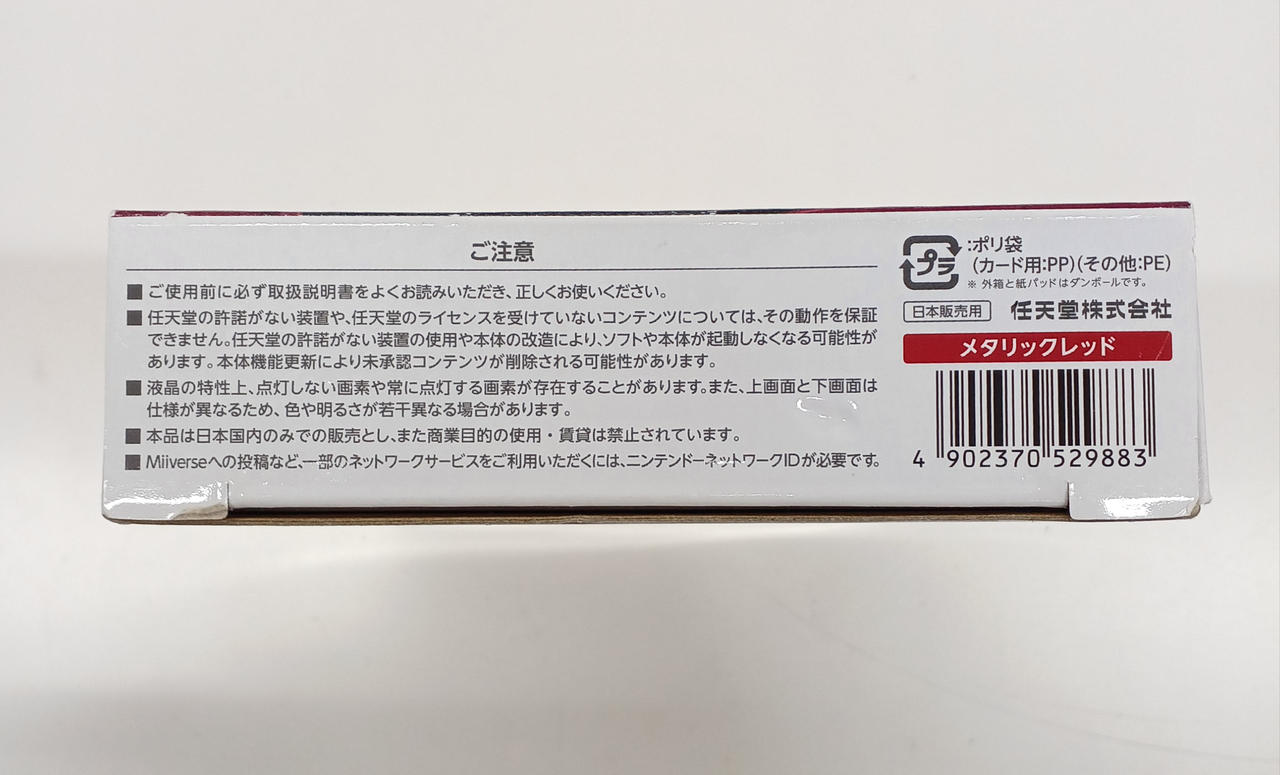 ご注意
■ ご使用前に必ず取扱説明書をよくお読みいただき、正しくお使いください。
■ 任天堂の許諾がない装置や、任天堂のライセンスを受けていないコンテンツについては、その動作を保証
できません。任天堂の許諾がない装置の使用や本体の改造により、ソフトや本体が起動しなくなる可能性が
あります。本体機能更新により未承認コンテンツが削除される可能性があります。
■ 液晶の特性上、点灯しない画素や常に点灯する画素が存在することがあります。また、上画面と下画面は
仕様が異なるため、色や明るさが若干異なる場合があります。
■ 本品は日本国内のみでの販売とし、また商業目的の使用・賃貸は禁止されています。
■ Miiverseへの投稿など、一部のネットワークサービスをご利用いただくには、ニンテンドーネットワークIDが必要です。
プラ
:ポリ袋
(カード用:PP)(その他:PE)
※ 外箱と紙パッドはダンボールです。
日本販売用 任天堂株式会社
メタリックレッド
4 902370 529883